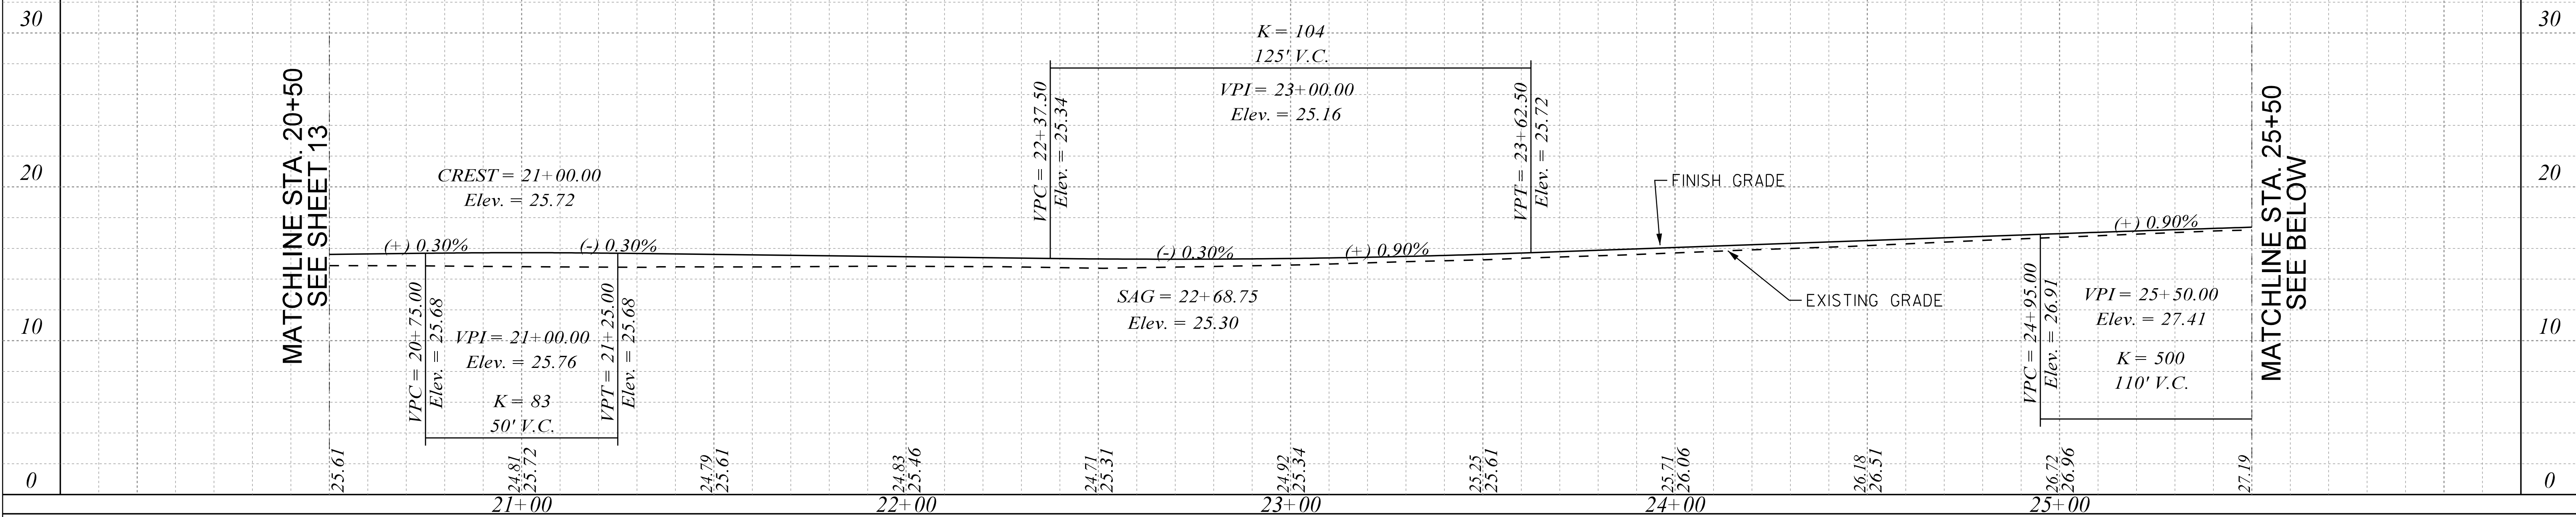 30
20
10
0
MATCHLINE STA. 20+50
SEE SHEET 13
CREST = 21+00.00
Elev. = 25.72
(+) 0.30%
(-) 0.30%
VPC = 20+75.00
Elev. = 25.68
VPI = 21+00.00
Elev. = 25.76
K = 83
50' V.C.
VPT = 21+25.00
Elev. = 25.68
K = 104
125' V.C.
VPI = 23+00.00
Elev. = 25.16
VPC = 22+37.50
Elev. = 25.34
VPT = 23+62.50
Elev. = 25.72
(-) 0.30%
(+) 0.90%
SAG = 22+68.75
Elev. = 25.30
FINISH GRADE
EXISTING GRADE
(+) 0.90%
VPC = 24+95.00
Elev. = 26.91
VPI = 25+50.00
Elev. = 27.41
K = 500
110' V.C.
MATCHLINE STA. 25+50
SEE BELOW
30
20
10
0
25.61
24.81
25.72
24.79
25.61
24.83
25.46
24.71
25.31
24.92
25.34
25.25
25.61
25.71
26.06
26.18
26.51
26.72
26.96
27.19
21+00
22+00
23+00
24+00
25+00